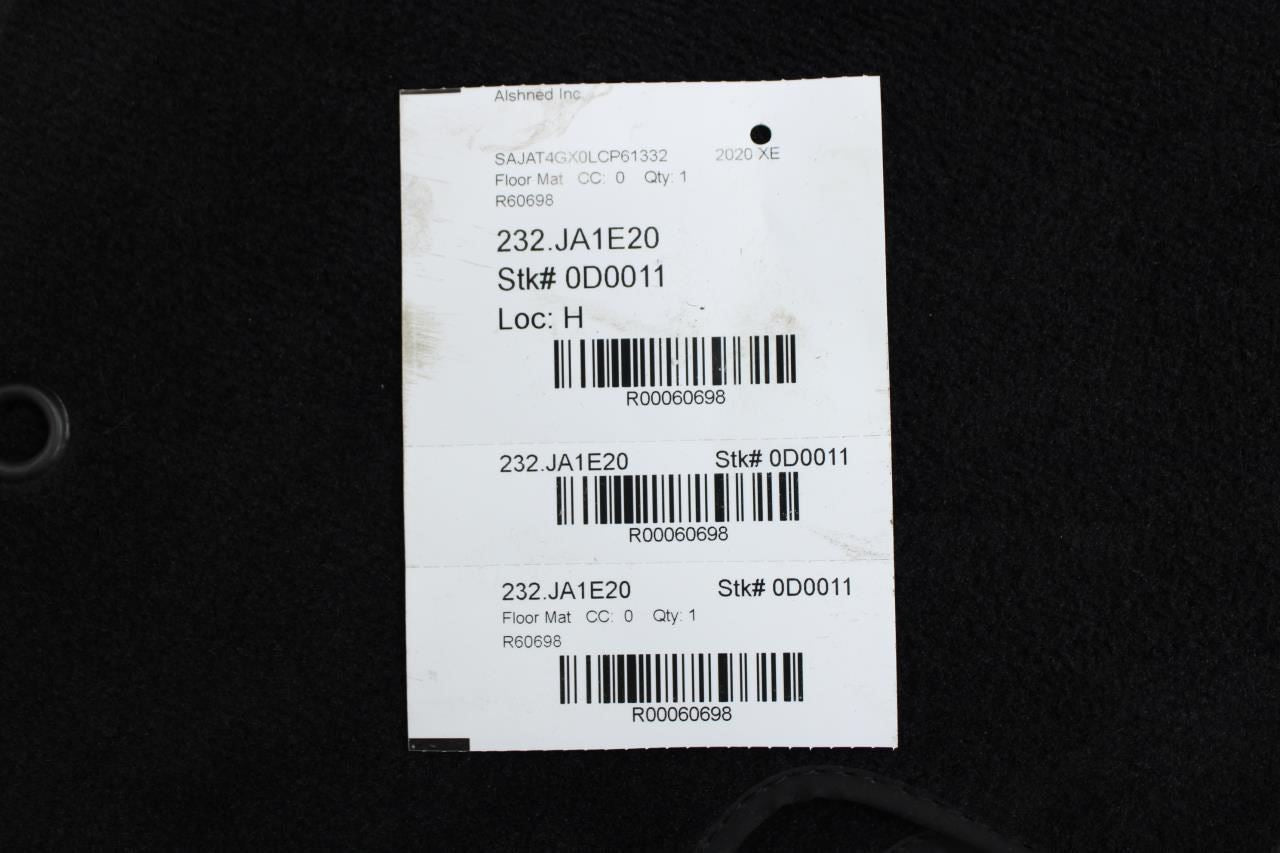 Alshned Inc
SAJAT4GX0LCP61332 2020 XE
Floor Mat CC: 0 Qty: 1
R60698
232.JA1E20
Stk# 0D0011
Loc: H
R00060698
232.JA1E20 Stk# 0D0011
R00060698
232.JA1E20 Stk# 0D0011
Floor Mat CC: 0 Qty: 1
R60698
R00060698